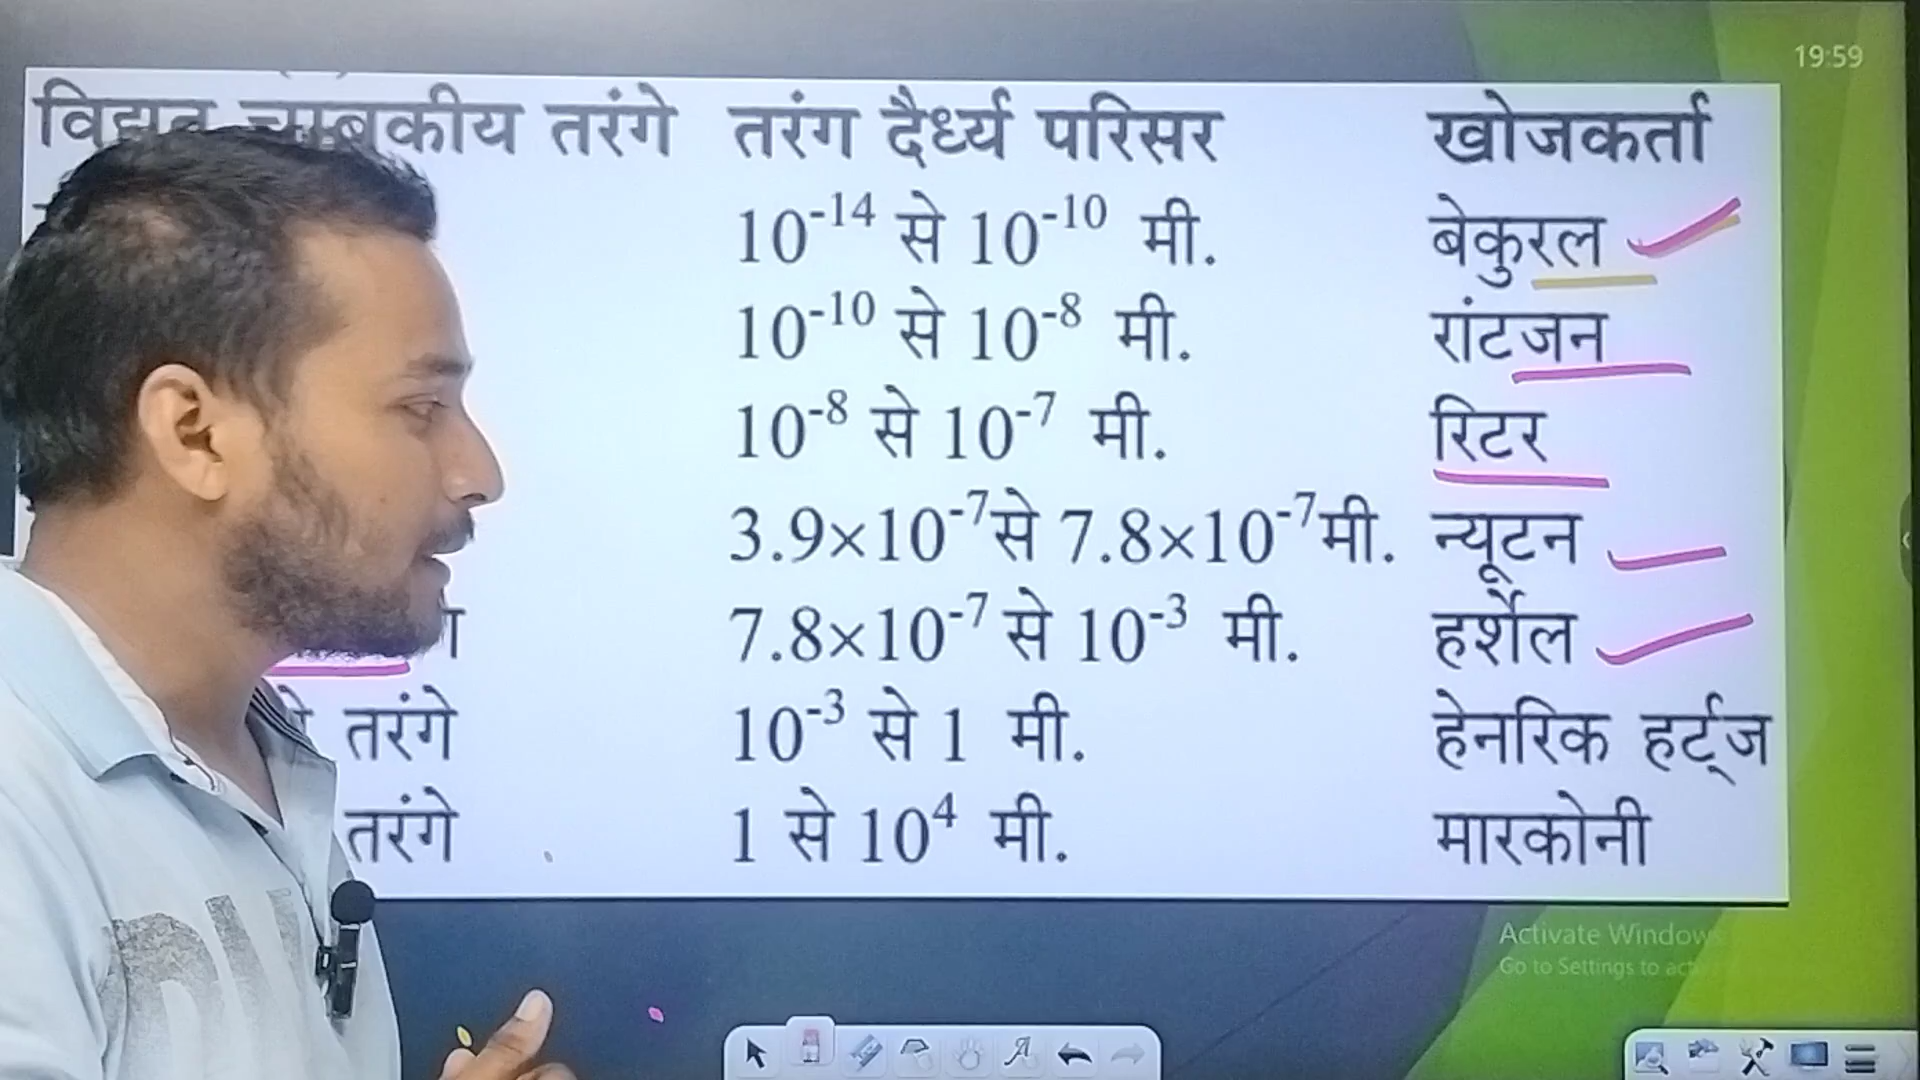 19:59
विद्युत चुम्बकीय तरंगे तरंग दैर्ध्य परिसर खोजकर्ता
10⁻¹⁴ से 10⁻¹⁰ मी. बेकुरल
10⁻¹⁰ से 10⁻⁸ मी. रांटजन
10⁻⁸ से 10⁻⁷ मी. रिटर
3.9×10⁻⁷से 7.8×10⁻⁷मी. न्यूटन
7.8×10⁻⁷ से 10⁻³ मी. हर्शेल
तरंगे 10⁻³ से 1 मी. हेनरिक हर्ट्ज
तरंगे 1 से 10⁴ मी. मारकोनी
Activate Windows
Go to Settings to